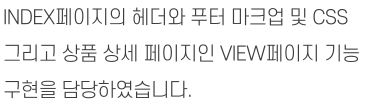 INDEX페이지의 헤더와 푸터 마크업 및 CSS
그리고 상품 상세 페이지인 VIEW페이지 기능
구현을 담당하였습니다.